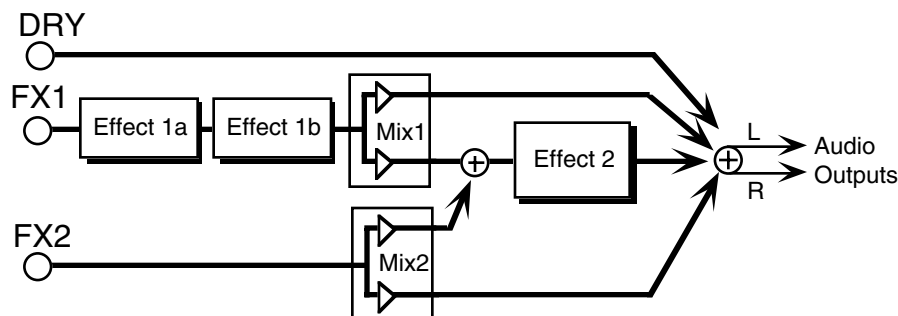 DRY
FX1
Effect 1a
Effect 1b
Mix1
Effect 2
L
R
Audio
Outputs
FX2
Mix2